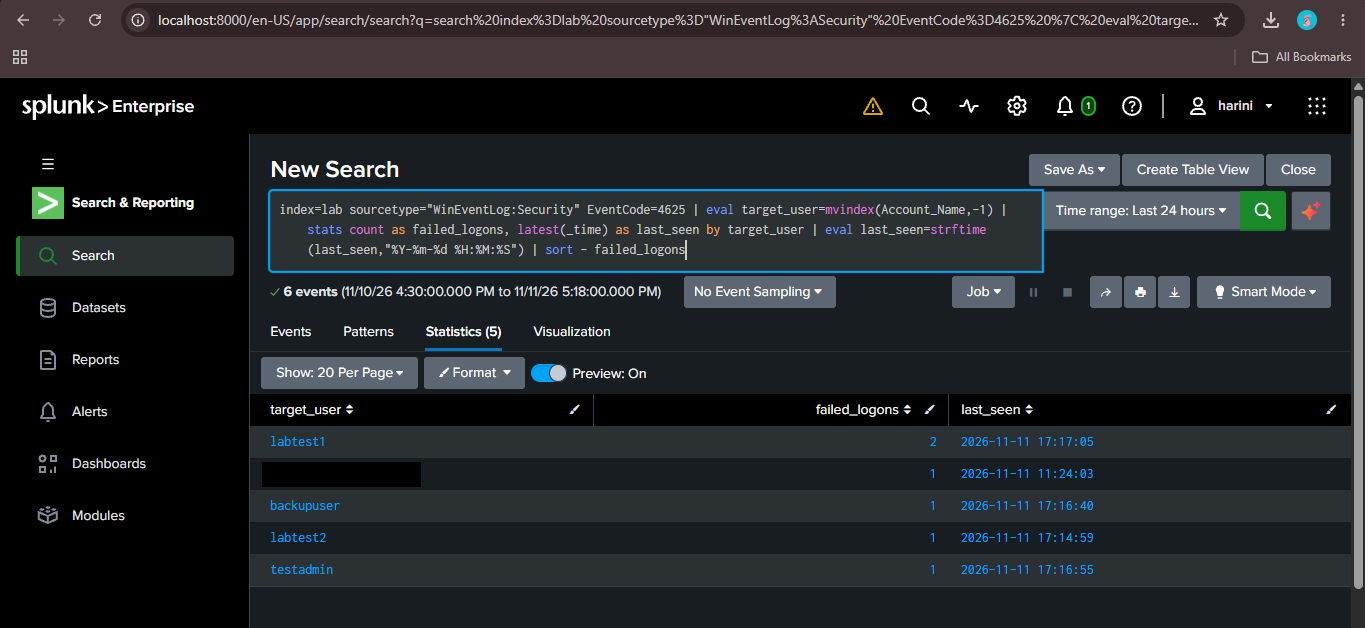 localhost:8000/en-US/app/search/search?q=search%20index%3Dlab%20sourcetype%3D"WinEventLog%3ASecurity"%20EventCode%3D4625%20%7C%20eval%20targe...
All Bookmarks
splunk>Enterprise
1
?
harini
Search & Reporting
Search
Datasets
Reports
Alerts
Dashboards
Modules
New Search
Save As
Create Table View
Close
index=lab sourcetype="WinEventLog:Security" EventCode=4625 | eval target_user=mvindex(Account_Name,-1) |
stats count as failed_logons, latest(_time) as last_seen by target_user | eval last_seen=strftime
(last_seen,"%Y-%m-%d %H:%M:%S") | sort - failed_logons
Time range: Last 24 hours
6 events (11/10/26 4:30:00.000 PM to 11/11/26 5:18:00.000 PM)
No Event Sampling
Job
Smart Mode
Events
Patterns
Statistics (5)
Visualization
Show: 20 Per Page
Format
Preview: On
target_user failed_logons last_seen
labtest1 2 2026-11-11 17:17:05
1 2026-11-11 11:24:03
backupuser 1 2026-11-11 17:16:40
labtest2 1 2026-11-11 17:14:59
testadmin 1 2026-11-11 17:16:55